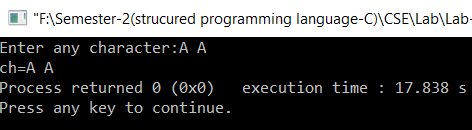 "F:\Semester-2(strucured programming language-C)\CSE\Lab\Lab-
Enter any character:A A
ch=A A
Process returned 0 (0x0)   execution time : 17.838 s
Press any key to continue.